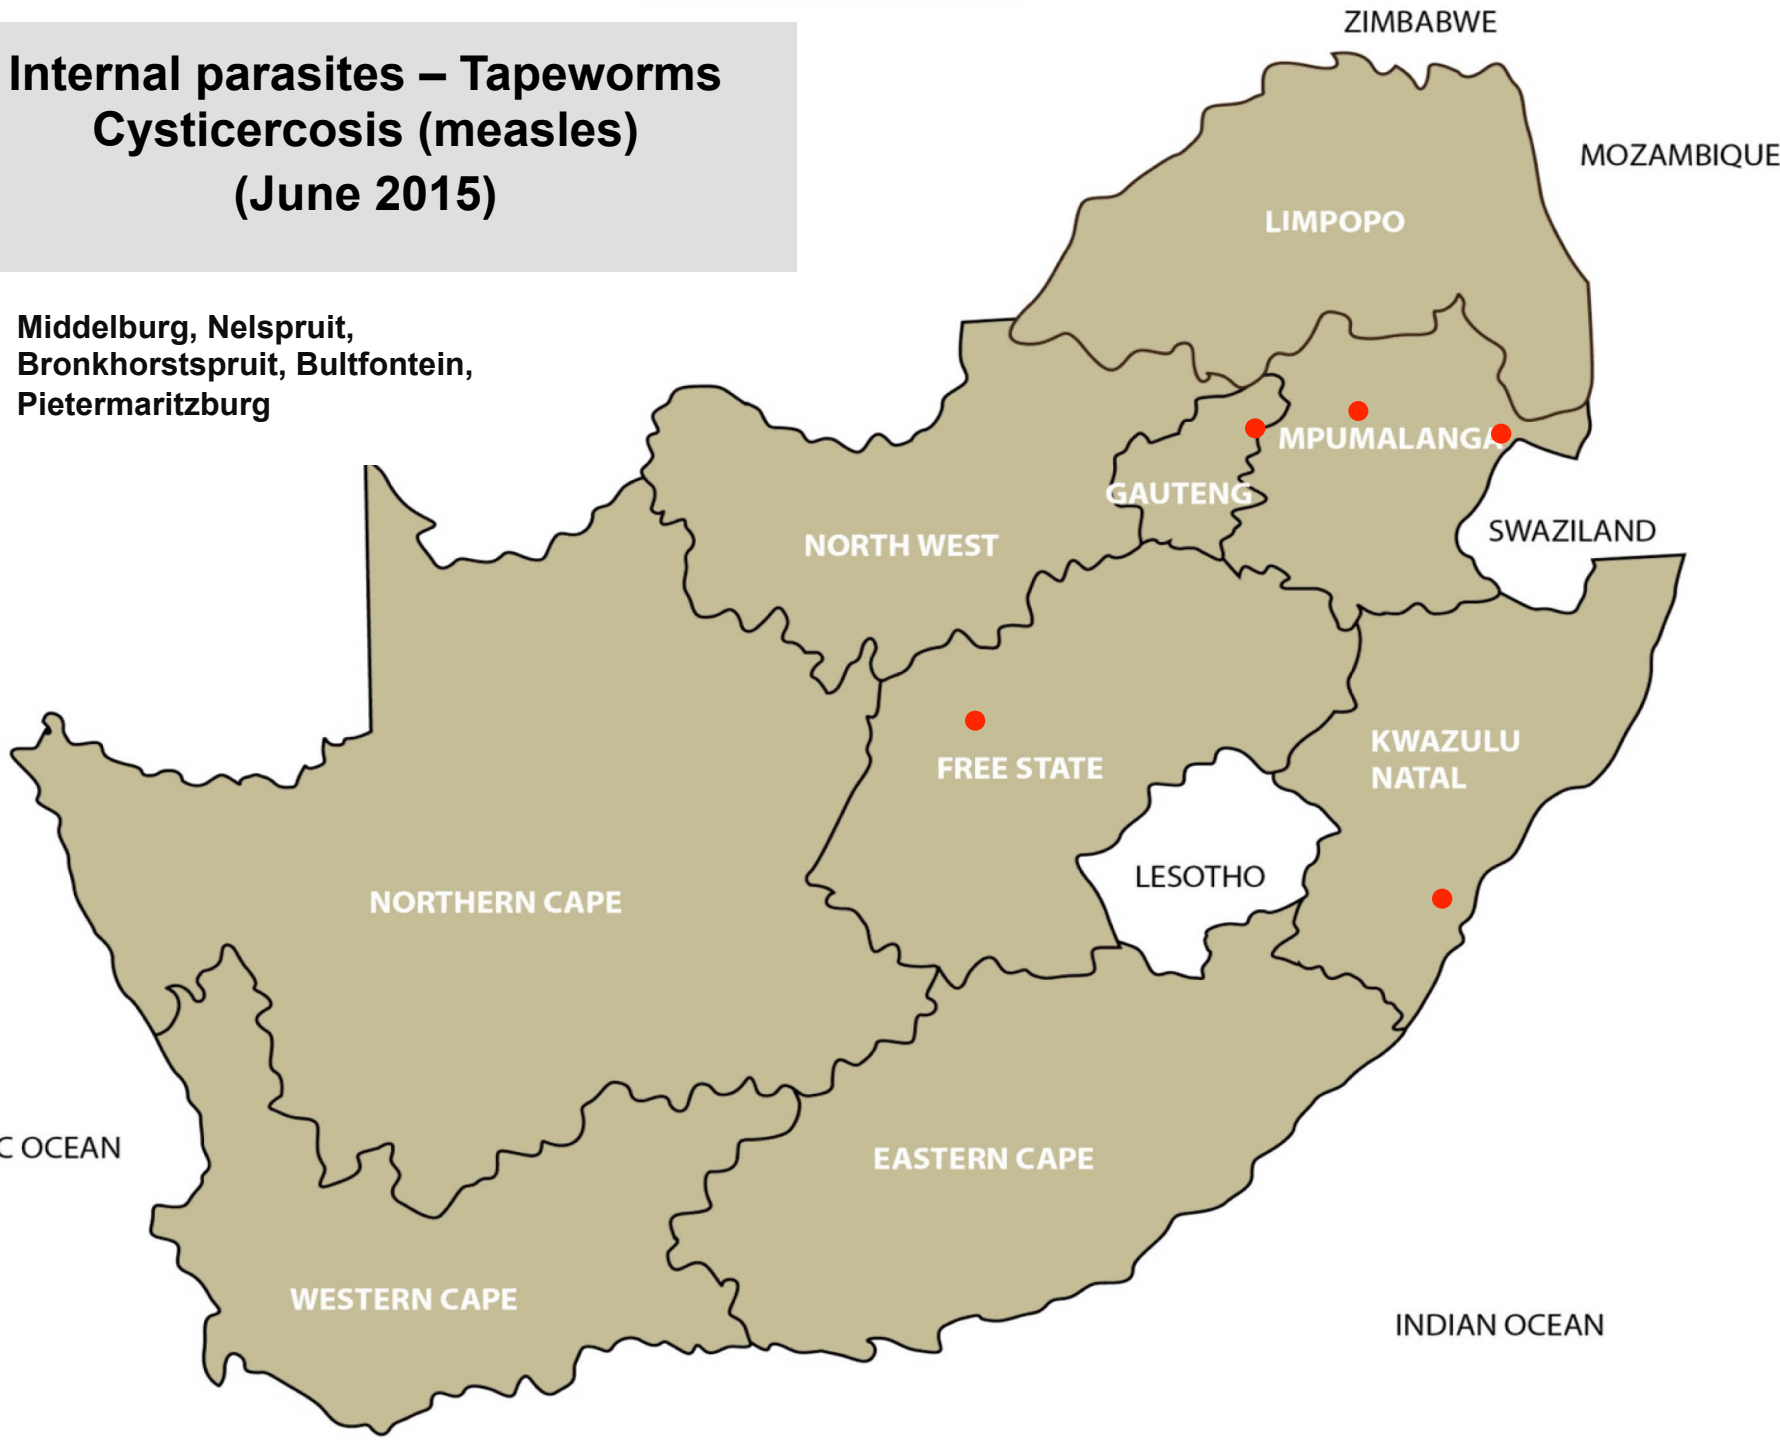 Internal parasites – Tapeworms
Cysticercosis (measles)
(June 2015)
Middelburg, Nelspruit,
Bronkhorstspruit, Bultfontein,
Pietermaritzburg
ZIMBABWE
MOZAMBIQUE
LIMPOPO
MPUMALANGA
GAUTENG
SWAZILAND
NORTH WEST
KWAZULU
NATAL
FREE STATE
LESOTHO
NORTHERN CAPE
C OCEAN
EASTERN CAPE
WESTERN CAPE
INDIAN OCEAN